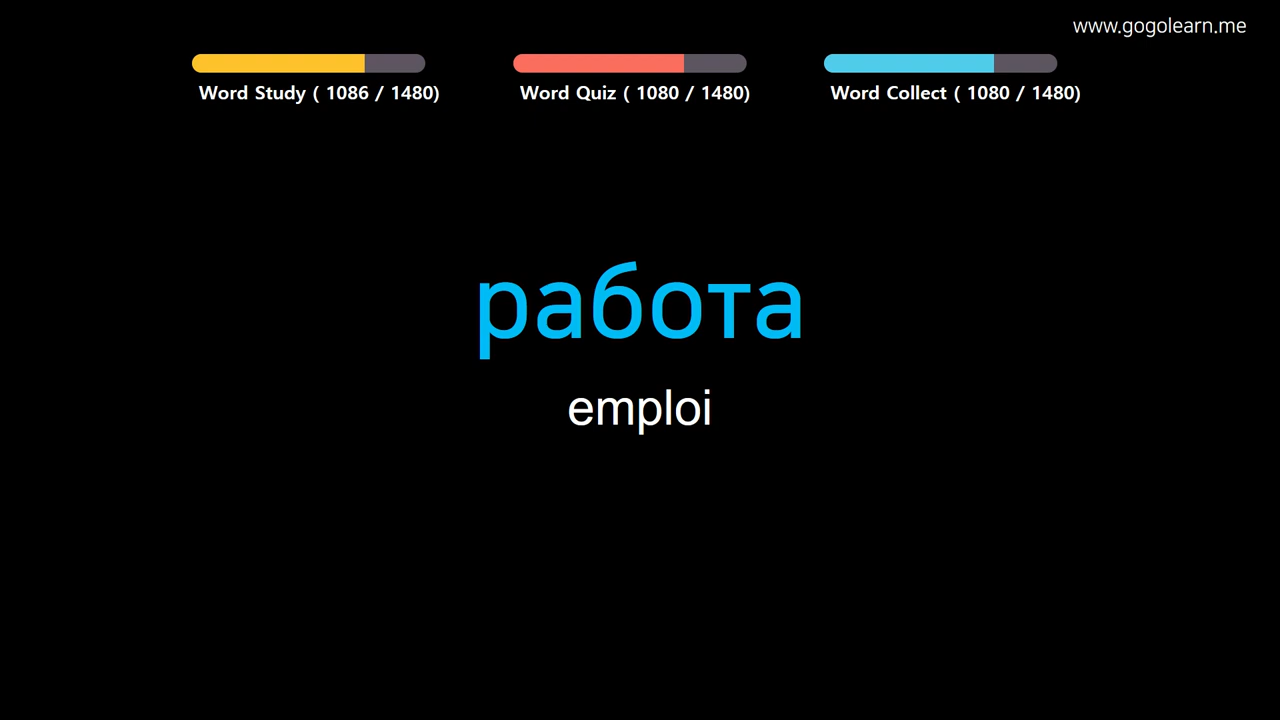 www.gogolearn.me
Word Study ( 1086 / 1480)
Word Quiz ( 1080 / 1480)
Word Collect ( 1080 / 1480)
работа
emploi